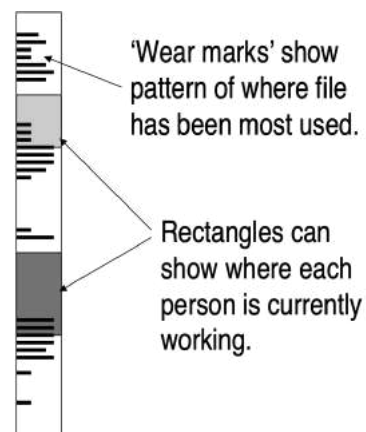 ‘Wear marks’ show
pattern of where file
has been most used.
Rectangles can
show where each
person is currently
working.